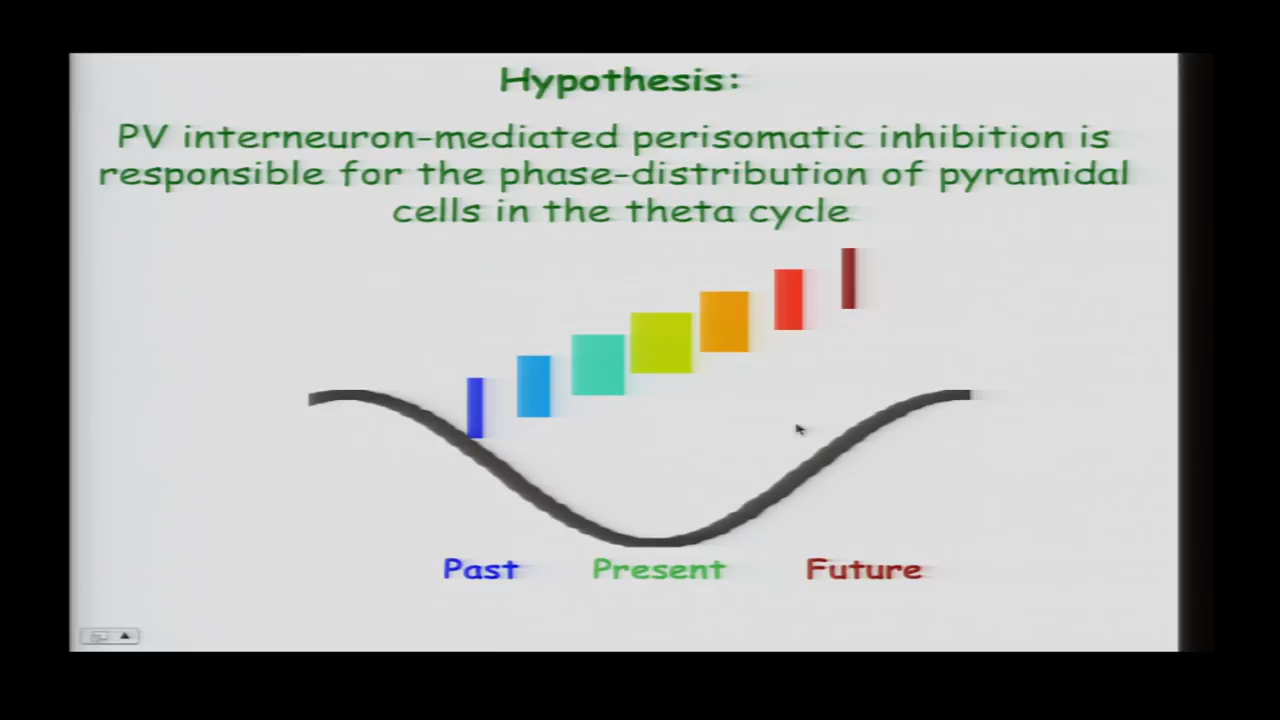 Hypothesis:
PV interneuron-mediated perisomatic inhibition is
responsible for the phase-distribution of pyramidal
cells in the theta cycle
Past Present Future